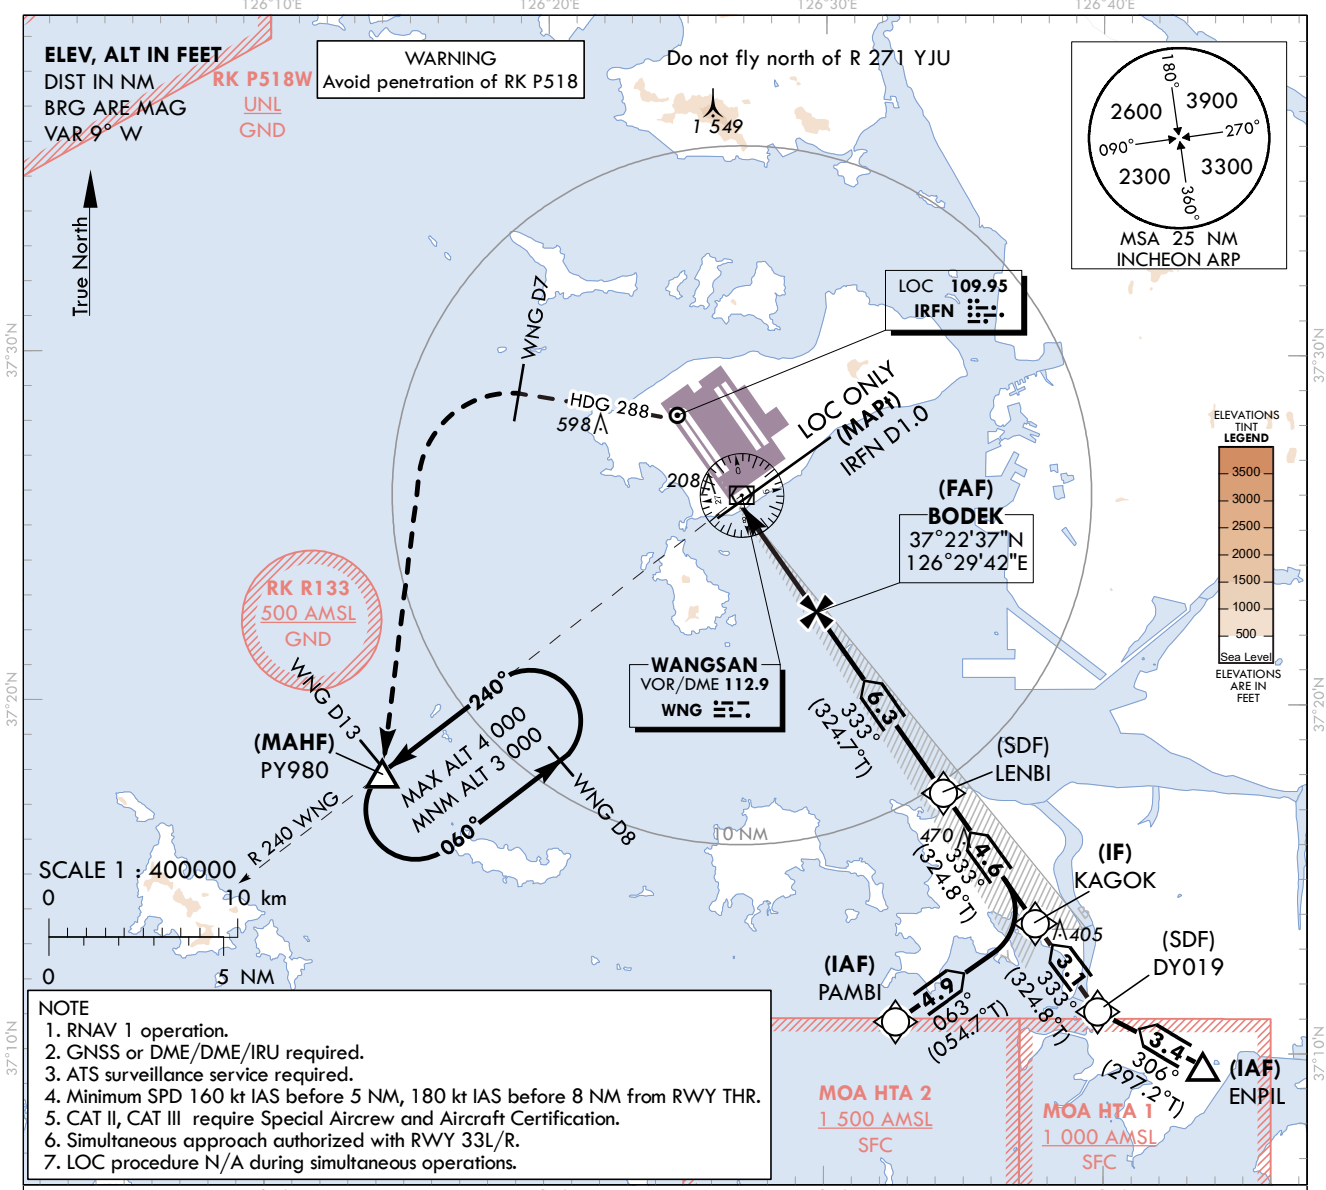 126°10'E
126°20'E
126°30'E
126°40'E
ELEV, ALT IN FEET
DIST IN NM
BRG ARE MAG
VAR 9° W
RK P518W
UNL
GND
WARNING
Avoid penetration of RK P518
Do not fly north of R 271 YJU
1 549
180°
2600
3900
270°
090°
2300
3300
360°
MSA 25 NM
INCHEON ARP
True North
WNG D7
LOC 109.95
IRFN
37°30'N
37°30'N
HDG 288
598
LOC ONLY
(MAPt)
IRFN D1.0
208
0
9
27
ELEVATIONS
TINT
LEGEND
3500
3000
2500
2000
1500
1000
500
Sea Level
ELEVATIONS
ARE IN
FEET
(FAF)
BODEK
37°22'37"N
126°29'42"E
RK R133
500 AMSL
GND
WNG D13
WANGSAN
VOR/DME 112.9
WNG
37°20'N
37°20'N
240°
MAX ALT 4 000
MNM ALT 3 000
060°
WNG D8
(MAHF)
PY980
R 240 WNG
6.3
333°
(324.7°T)
(SDF)
LENBI
10 NM
470
4.6
333°
(324.8°T)
(IF)
KAGOK
405
SCALE 1 : 400000
0
10 km
0
5 NM
(IAF)
PAMBI
4.9
063°
(054.7°T)
3.1
333°
(324.8°T)
(SDF)
DY019
3.4
306°
(297.2°T)
(IAF)
ENPIL
37°10'N
37°10'N
NOTE
1. RNAV 1 operation.
2. GNSS or DME/DME/IRU required.
3. ATS surveillance service required.
4. Minimum SPD 160 kt IAS before 5 NM, 180 kt IAS before 8 NM from RWY THR.
5. CAT II, CAT III require Special Aircrew and Aircraft Certification.
6. Simultaneous approach authorized with RWY 33L/R.
7. LOC procedure N/A during simultaneous operations.
MOA HTA 2
1 500 AMSL
SFC
MOA HTA 1
1 000 AMSL
SFC